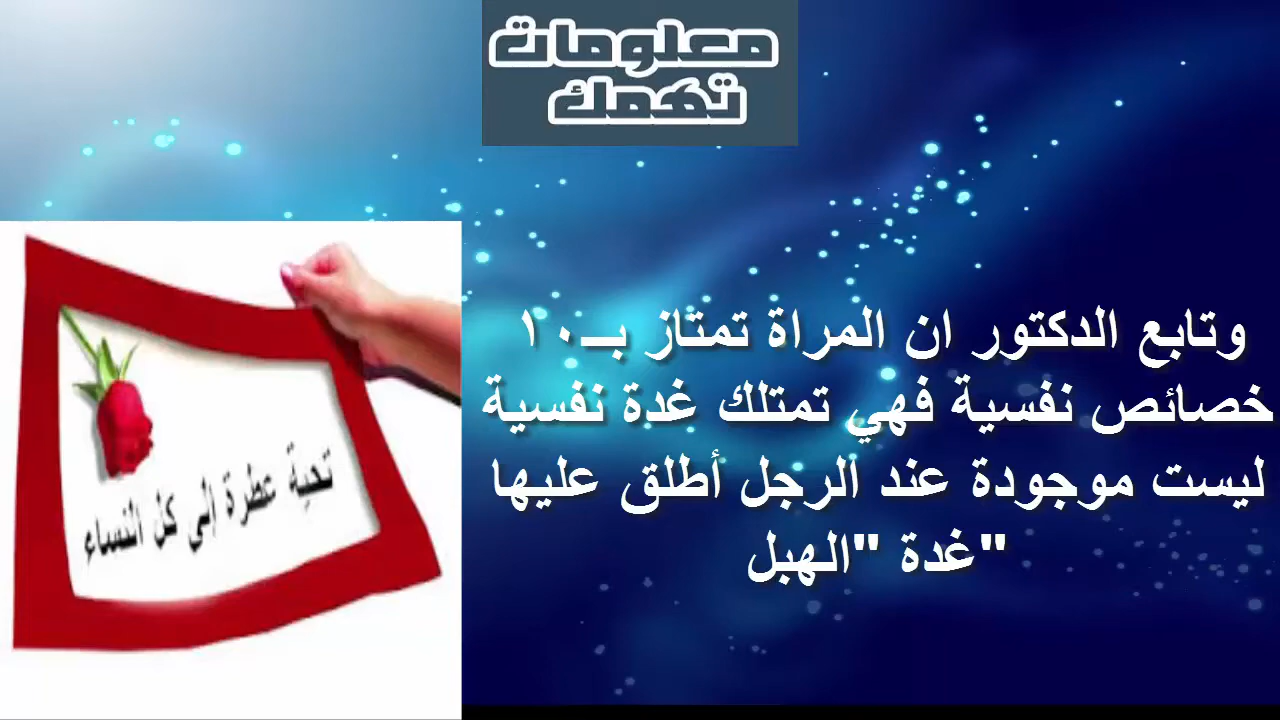 معلومات
تهمك
وتابع الدكتور ان المراة تمتاز بــ١٠
خصائص نفسية فهي تمتلك غدة نفسية
ليست موجودة عند الرجل أطلق عليها
"غدة "الهبل
تحية عطرة إلى كل النساء